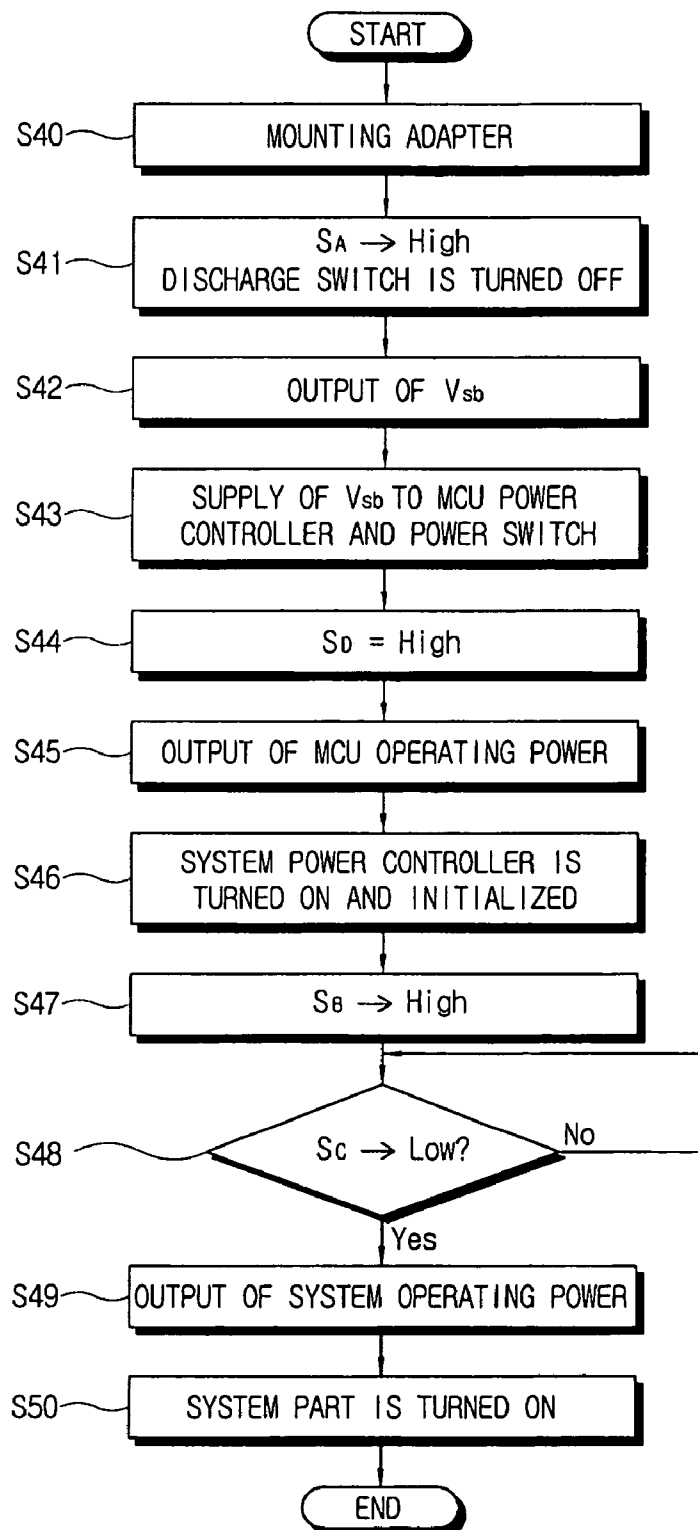 START
S40
MOUNTING ADAPTER
S41
SA → High
DISCHARGE SWITCH IS TURNED OFF
S42
OUTPUT OF Vsb
S43
SUPPLY OF Vsb TO MCU POWER
CONTROLLER AND POWER SWITCH
S44
SD = High
S45
OUTPUT OF MCU OPERATING POWER
S46
SYSTEM POWER CONTROLLER IS
TURNED ON AND INITIALIZED
S47
SB → High
S48
SC → Low?
No
Yes
S49
OUTPUT OF SYSTEM OPERATING POWER
S50
SYSTEM PART IS TURNED ON
END